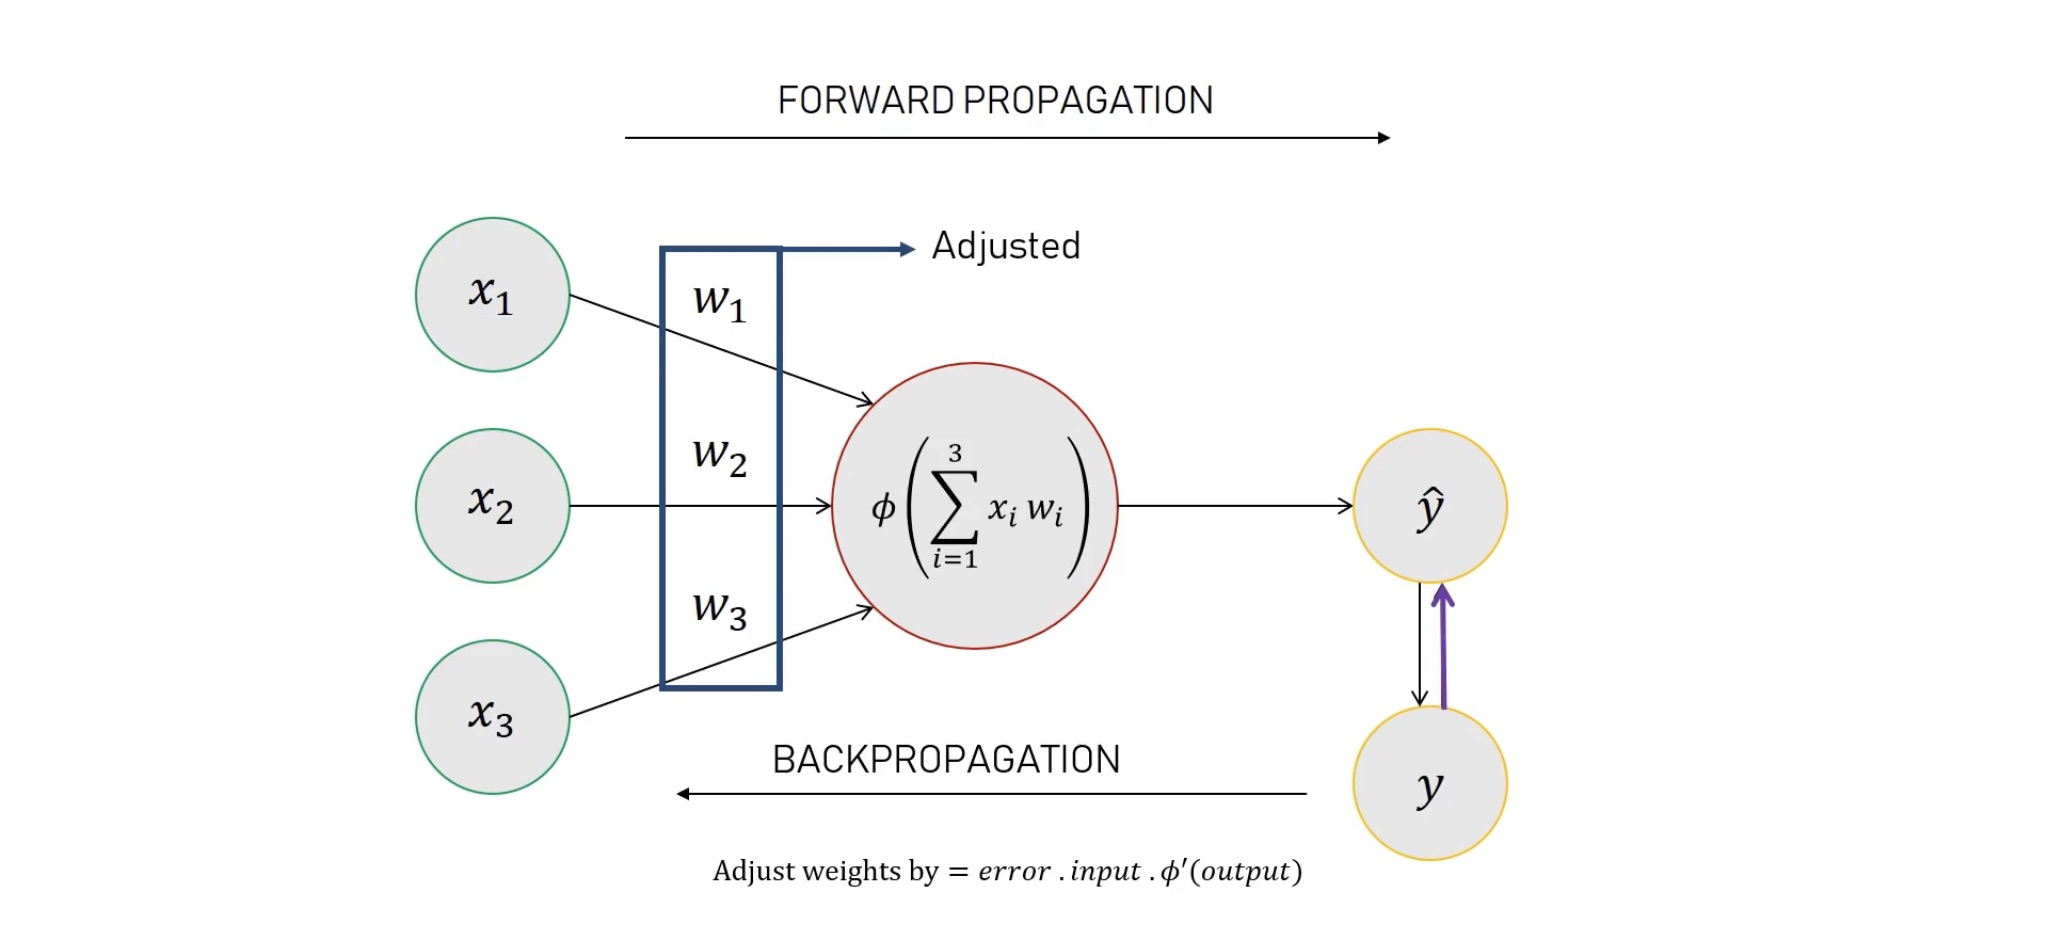 FORWARD PROPAGATION
Adjusted
x₁
w₁
w₂
x₂
ϕ(∑³ᵢ₌₁ xᵢ wᵢ)
ŷ
w₃
x₃
BACKPROPAGATION
y
Adjust weights by = error . input . ϕ′(output)